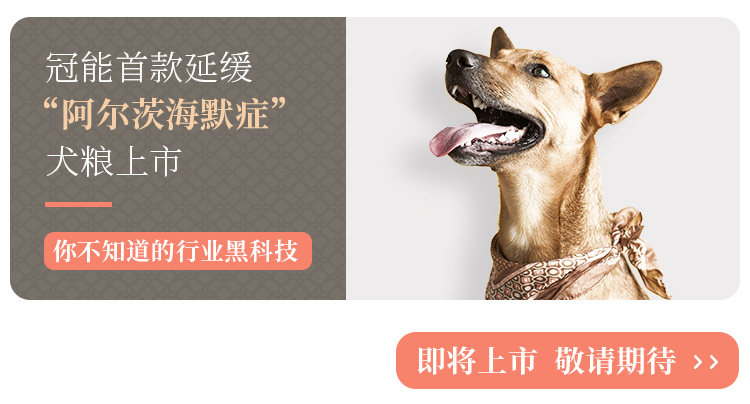 冠能首款延缓
“阿尔茨海默症”
犬粮上市
你不知道的行业黑科技
即将上市 敬请期待 >>